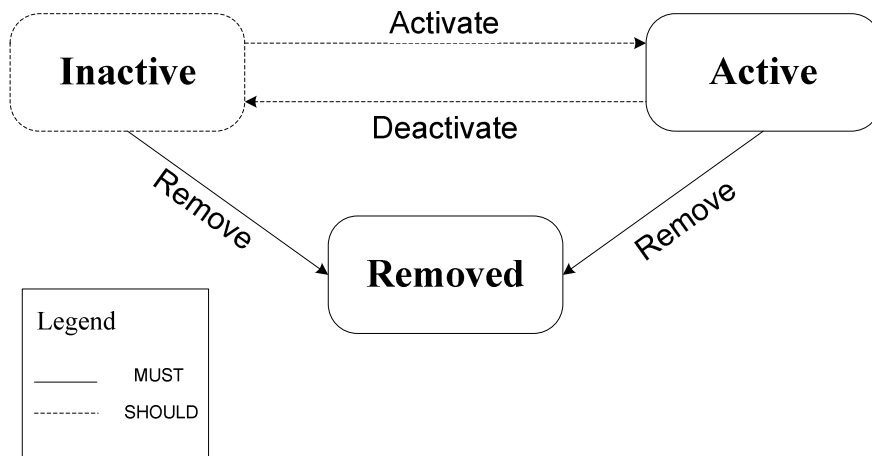 Activate
Inactive
Active
Deactivate
Remove
Remove
Removed
Legend
MUST
SHOULD